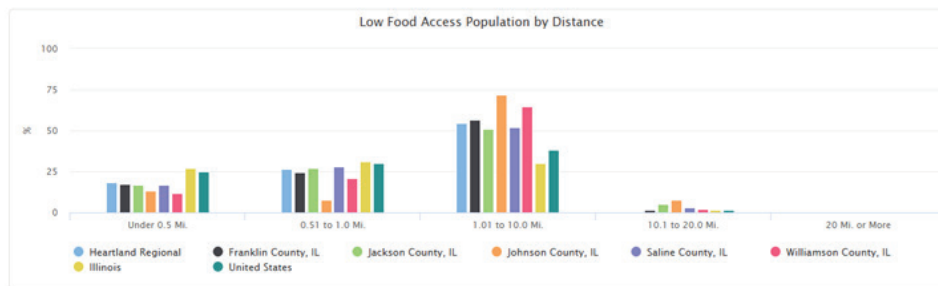 Low Food Access Population by Distance
100
75
50
25
0
%
Under 0.5 Mi.
0.51 to 1.0 Mi.
1.01 to 10.0 Mi.
10.1 to 20.0 Mi.
20 Mi. or More
Heartland Regional
Franklin County, IL
Jackson County, IL
Johnson County, IL
Saline County, IL
Williamson County, IL
Illinois
United States